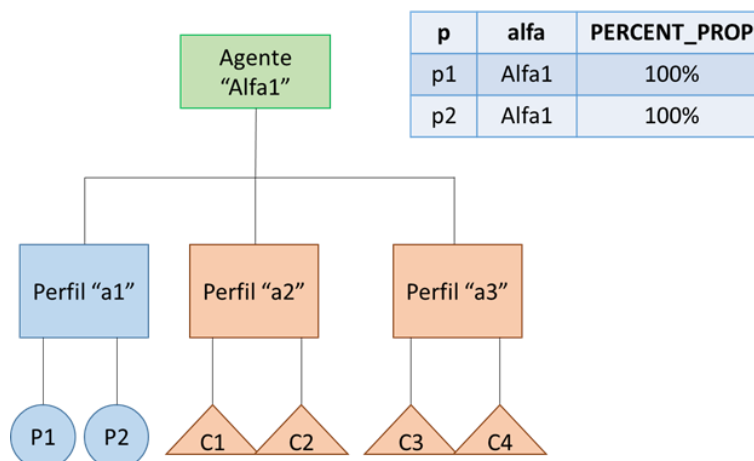 Agente
“Alfa1”
p alfa PERCENT_PROP
p1 Alfa1 100%
p2 Alfa1 100%
Perfil “a1”
Perfil “a2”
Perfil “a3”
P1
P2
C1
C2
C3
C4